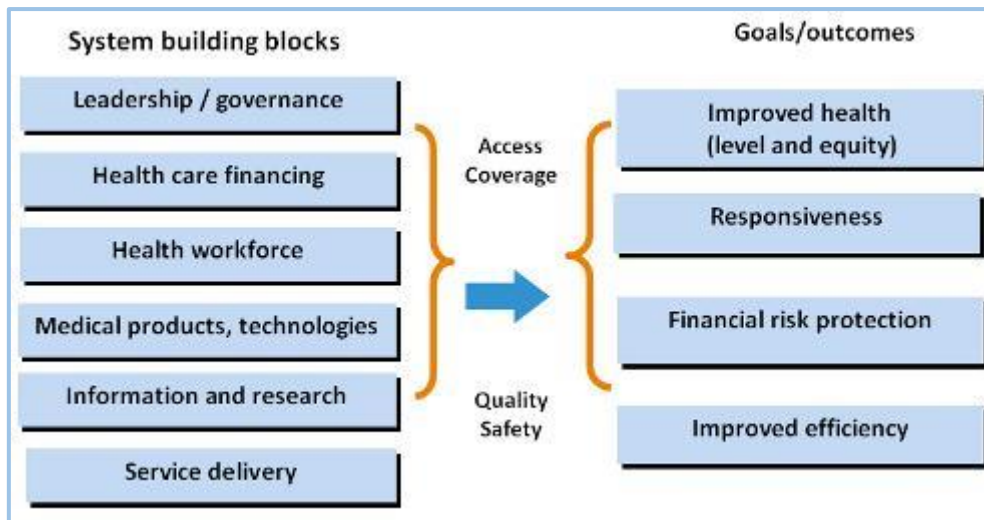 System building blocks
Leadership / governance
Health care financing
Health workforce
Medical products, technologies
Information and research
Service delivery
Access
Coverage
Quality
Safety
Goals/outcomes
Improved health
(level and equity)
Responsiveness
Financial risk protection
Improved efficiency